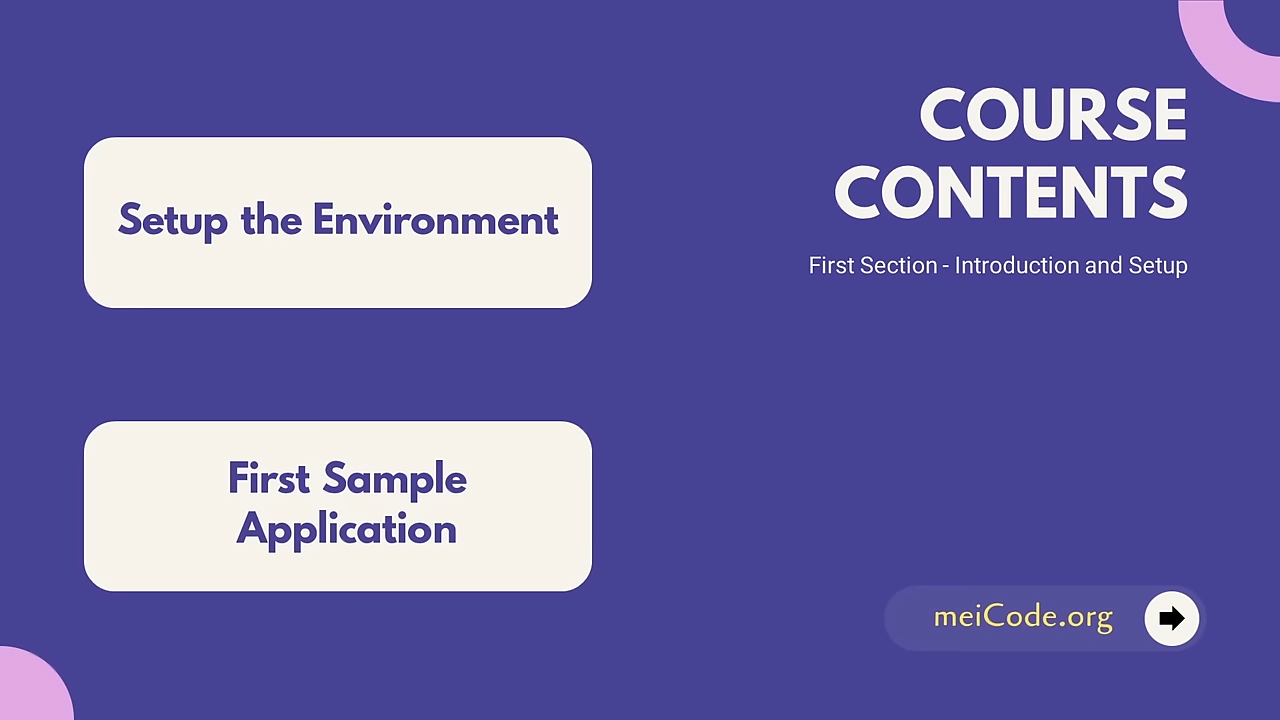 COURSE
CONTENTS
First Section - Introduction and Setup
Setup the Environment
First Sample
Application
meiCode.org